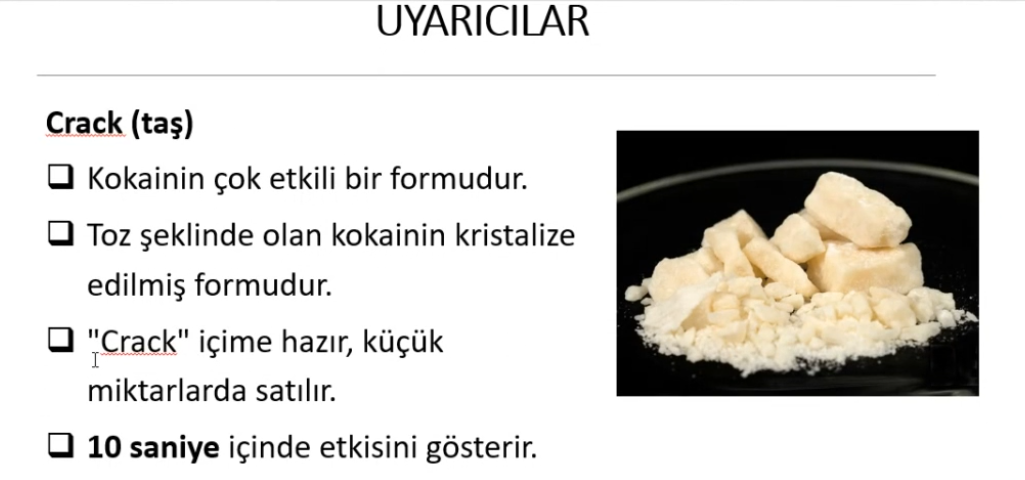 UYARICILAR
Crack (taş)
Kokainin çok etkili bir formudur.
Toz şeklinde olan kokainin kristalize
edilmiş formudur.
"Crack" içime hazır, küçük
miktarlarda satılır.
10 saniye içinde etkisini gösterir.